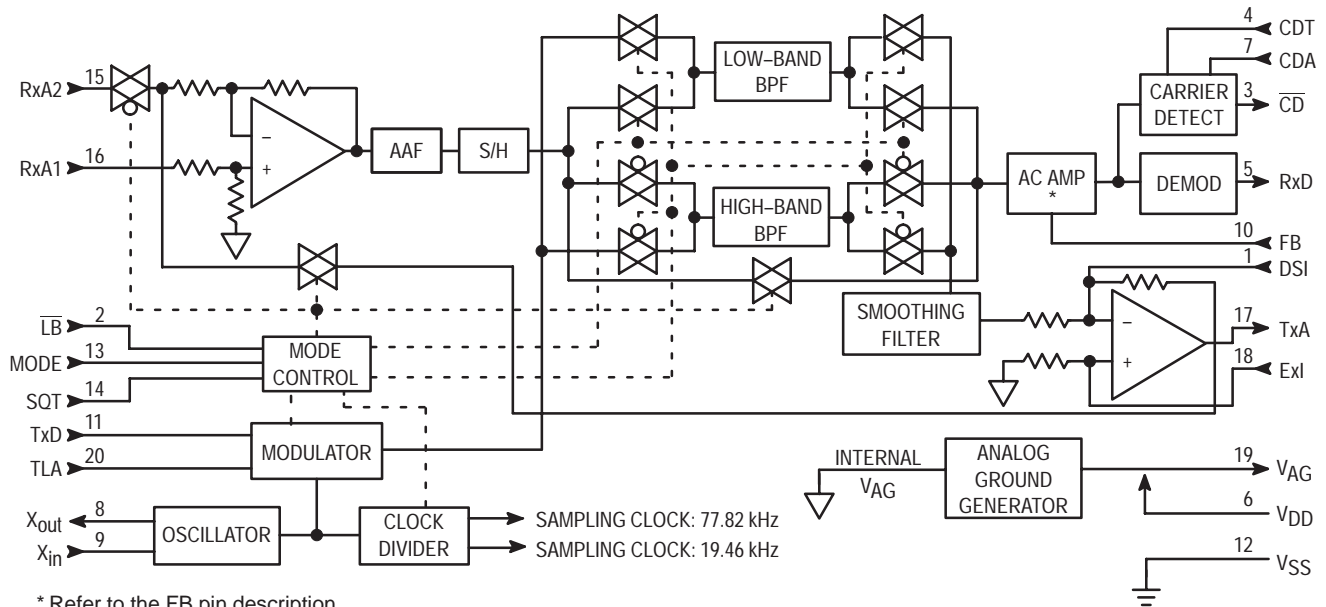 4
CDT
7
CDA
3
CD
CARRIER
DETECT
LOW–BAND
BPF
RxA2
15
–
+
AAF
S/H
RxA1
16
AC AMP
*
DEMOD
5
RxD
HIGH–BAND
BPF
10
FB
1
DSI
SMOOTHING
FILTER
–
+
17
TxA
18
ExI
LB
2
MODE
13
SQT
14
MODE
CONTROL
TxD
11
TLA
20
MODULATOR
INTERNAL
VAG
ANALOG
GROUND
GENERATOR
19
VAG
6
VDD
Xout
8
Xin
9
OSCILLATOR
CLOCK
DIVIDER
SAMPLING CLOCK: 77.82 kHz
SAMPLING CLOCK: 19.46 kHz
12
VSS
* Refer to the FB pin description